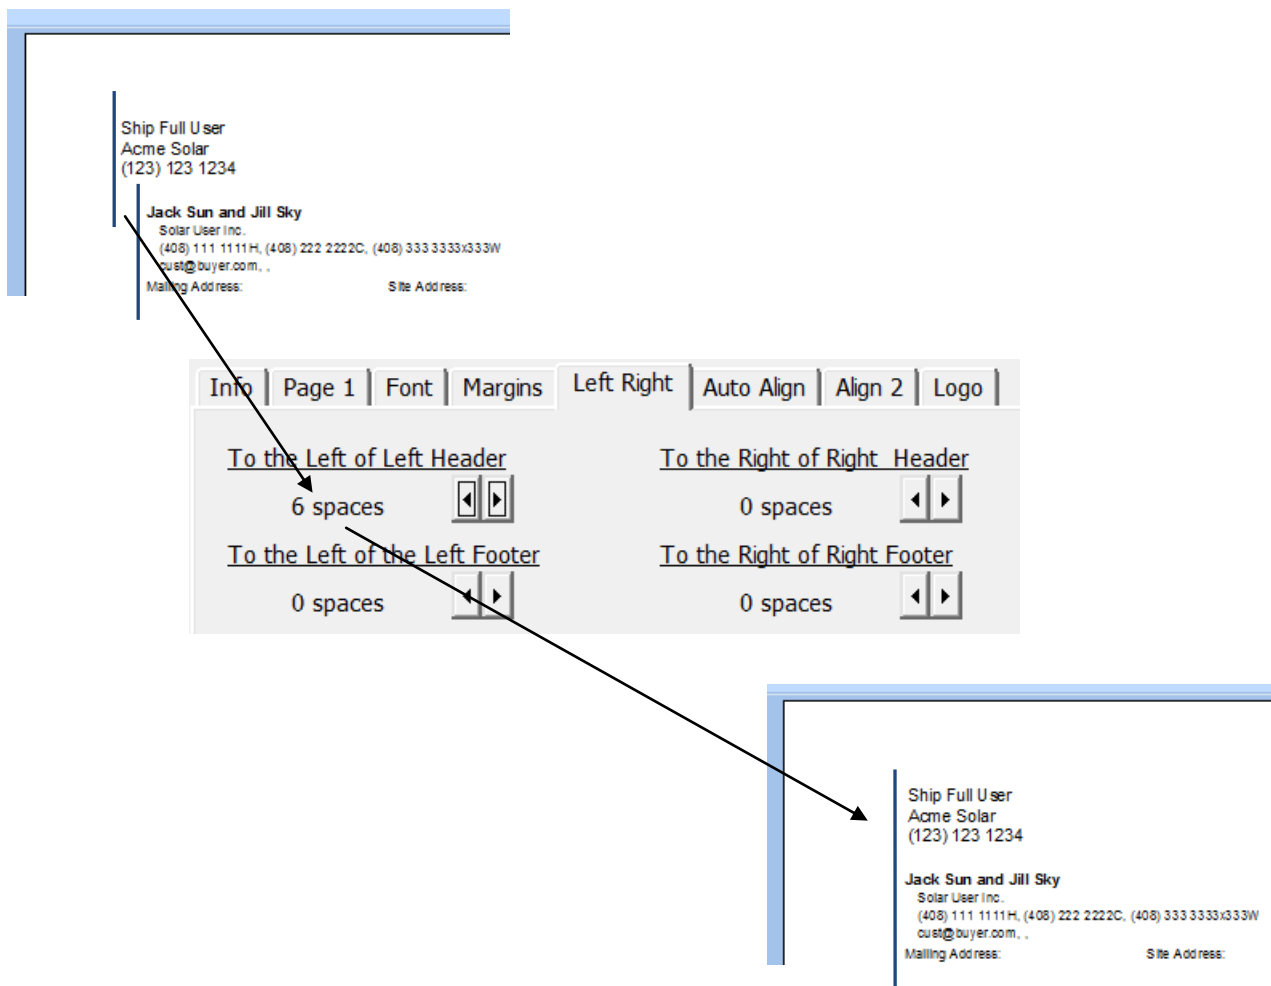 Ship Full User
Acme Solar
(123) 123 1234
Jack Sun and Jill Sky
Solar User Inc.
(408) 111 1111H, (408) 222 2222C, (408) 333 3333x333W
cust@buyer.com, ,
Mailing Address: Site Address:
Info Page 1 Font Margins Left Right Auto Align Align 2 Logo
To the Left of Left Header To the Right of Right Header
6 spaces 0 spaces
To the Left of the Left Footer To the Right of Right Footer
0 spaces 0 spaces
Ship Full User
Acme Solar
(123) 123 1234
Jack Sun and Jill Sky
Solar User Inc.
(408) 111 1111H, (408) 222 2222C, (408) 333 3333x333W
cust@buyer.com, ,
Mailing Address: Site Address: